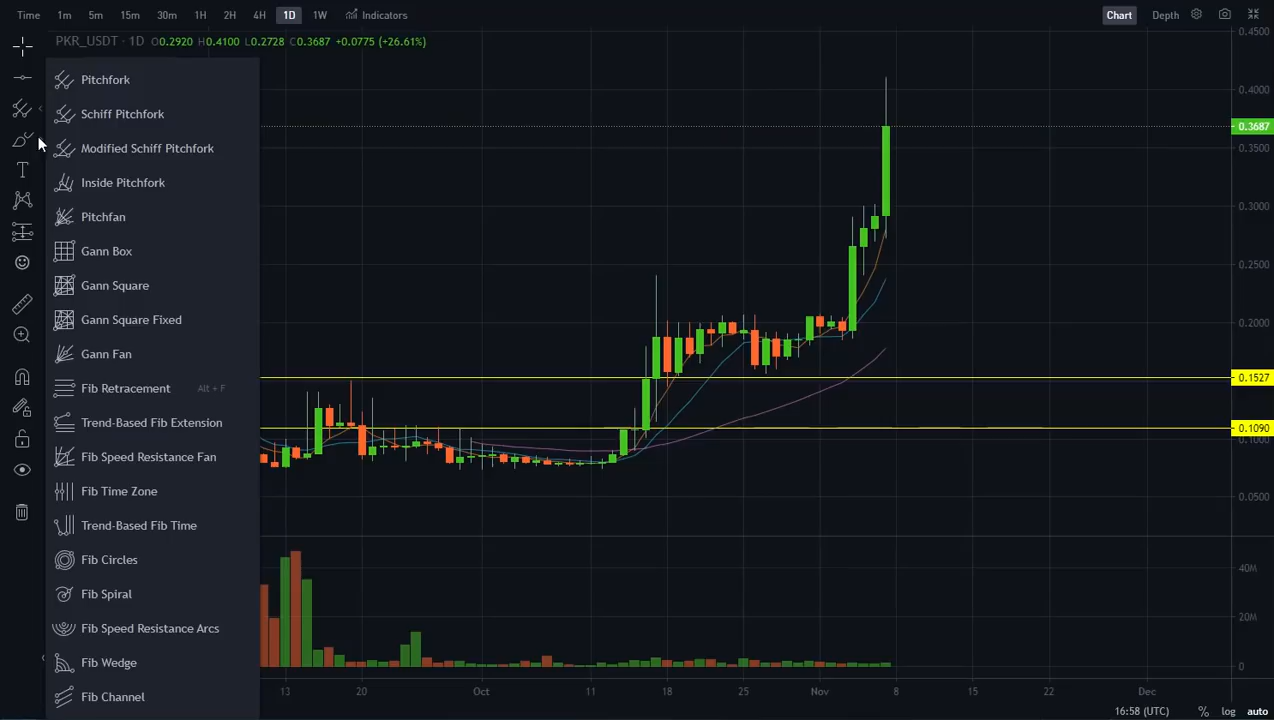 Time 1m 5m 15m 30m 1H 2H 4H 1D 1W Indicators Chart Depth
PKR_USDT · 1D O0.2920 H0.4100 L0.2728 C0.3687 +0.0775 (+26.61%)
Pitchfork
Schiff Pitchfork
Modified Schiff Pitchfork
Inside Pitchfork
Pitchfan
Gann Box
Gann Square
Gann Square Fixed
Gann Fan
Fib Retracement Alt + F
Trend-Based Fib Extension
Fib Speed Resistance Fan
Fib Time Zone
Trend-Based Fib Time
Fib Circles
Fib Spiral
Fib Speed Resistance Arcs
Fib Wedge
Fib Channel
0.4500
0.4000
0.3687
0.3500
0.3000
0.2500
0.2000
0.1527
0.1090
0.1000
0.0500
40M
20M
0
13 20 Oct 11 18 25 Nov 8 15 22 Dec
16:58 (UTC) % log auto